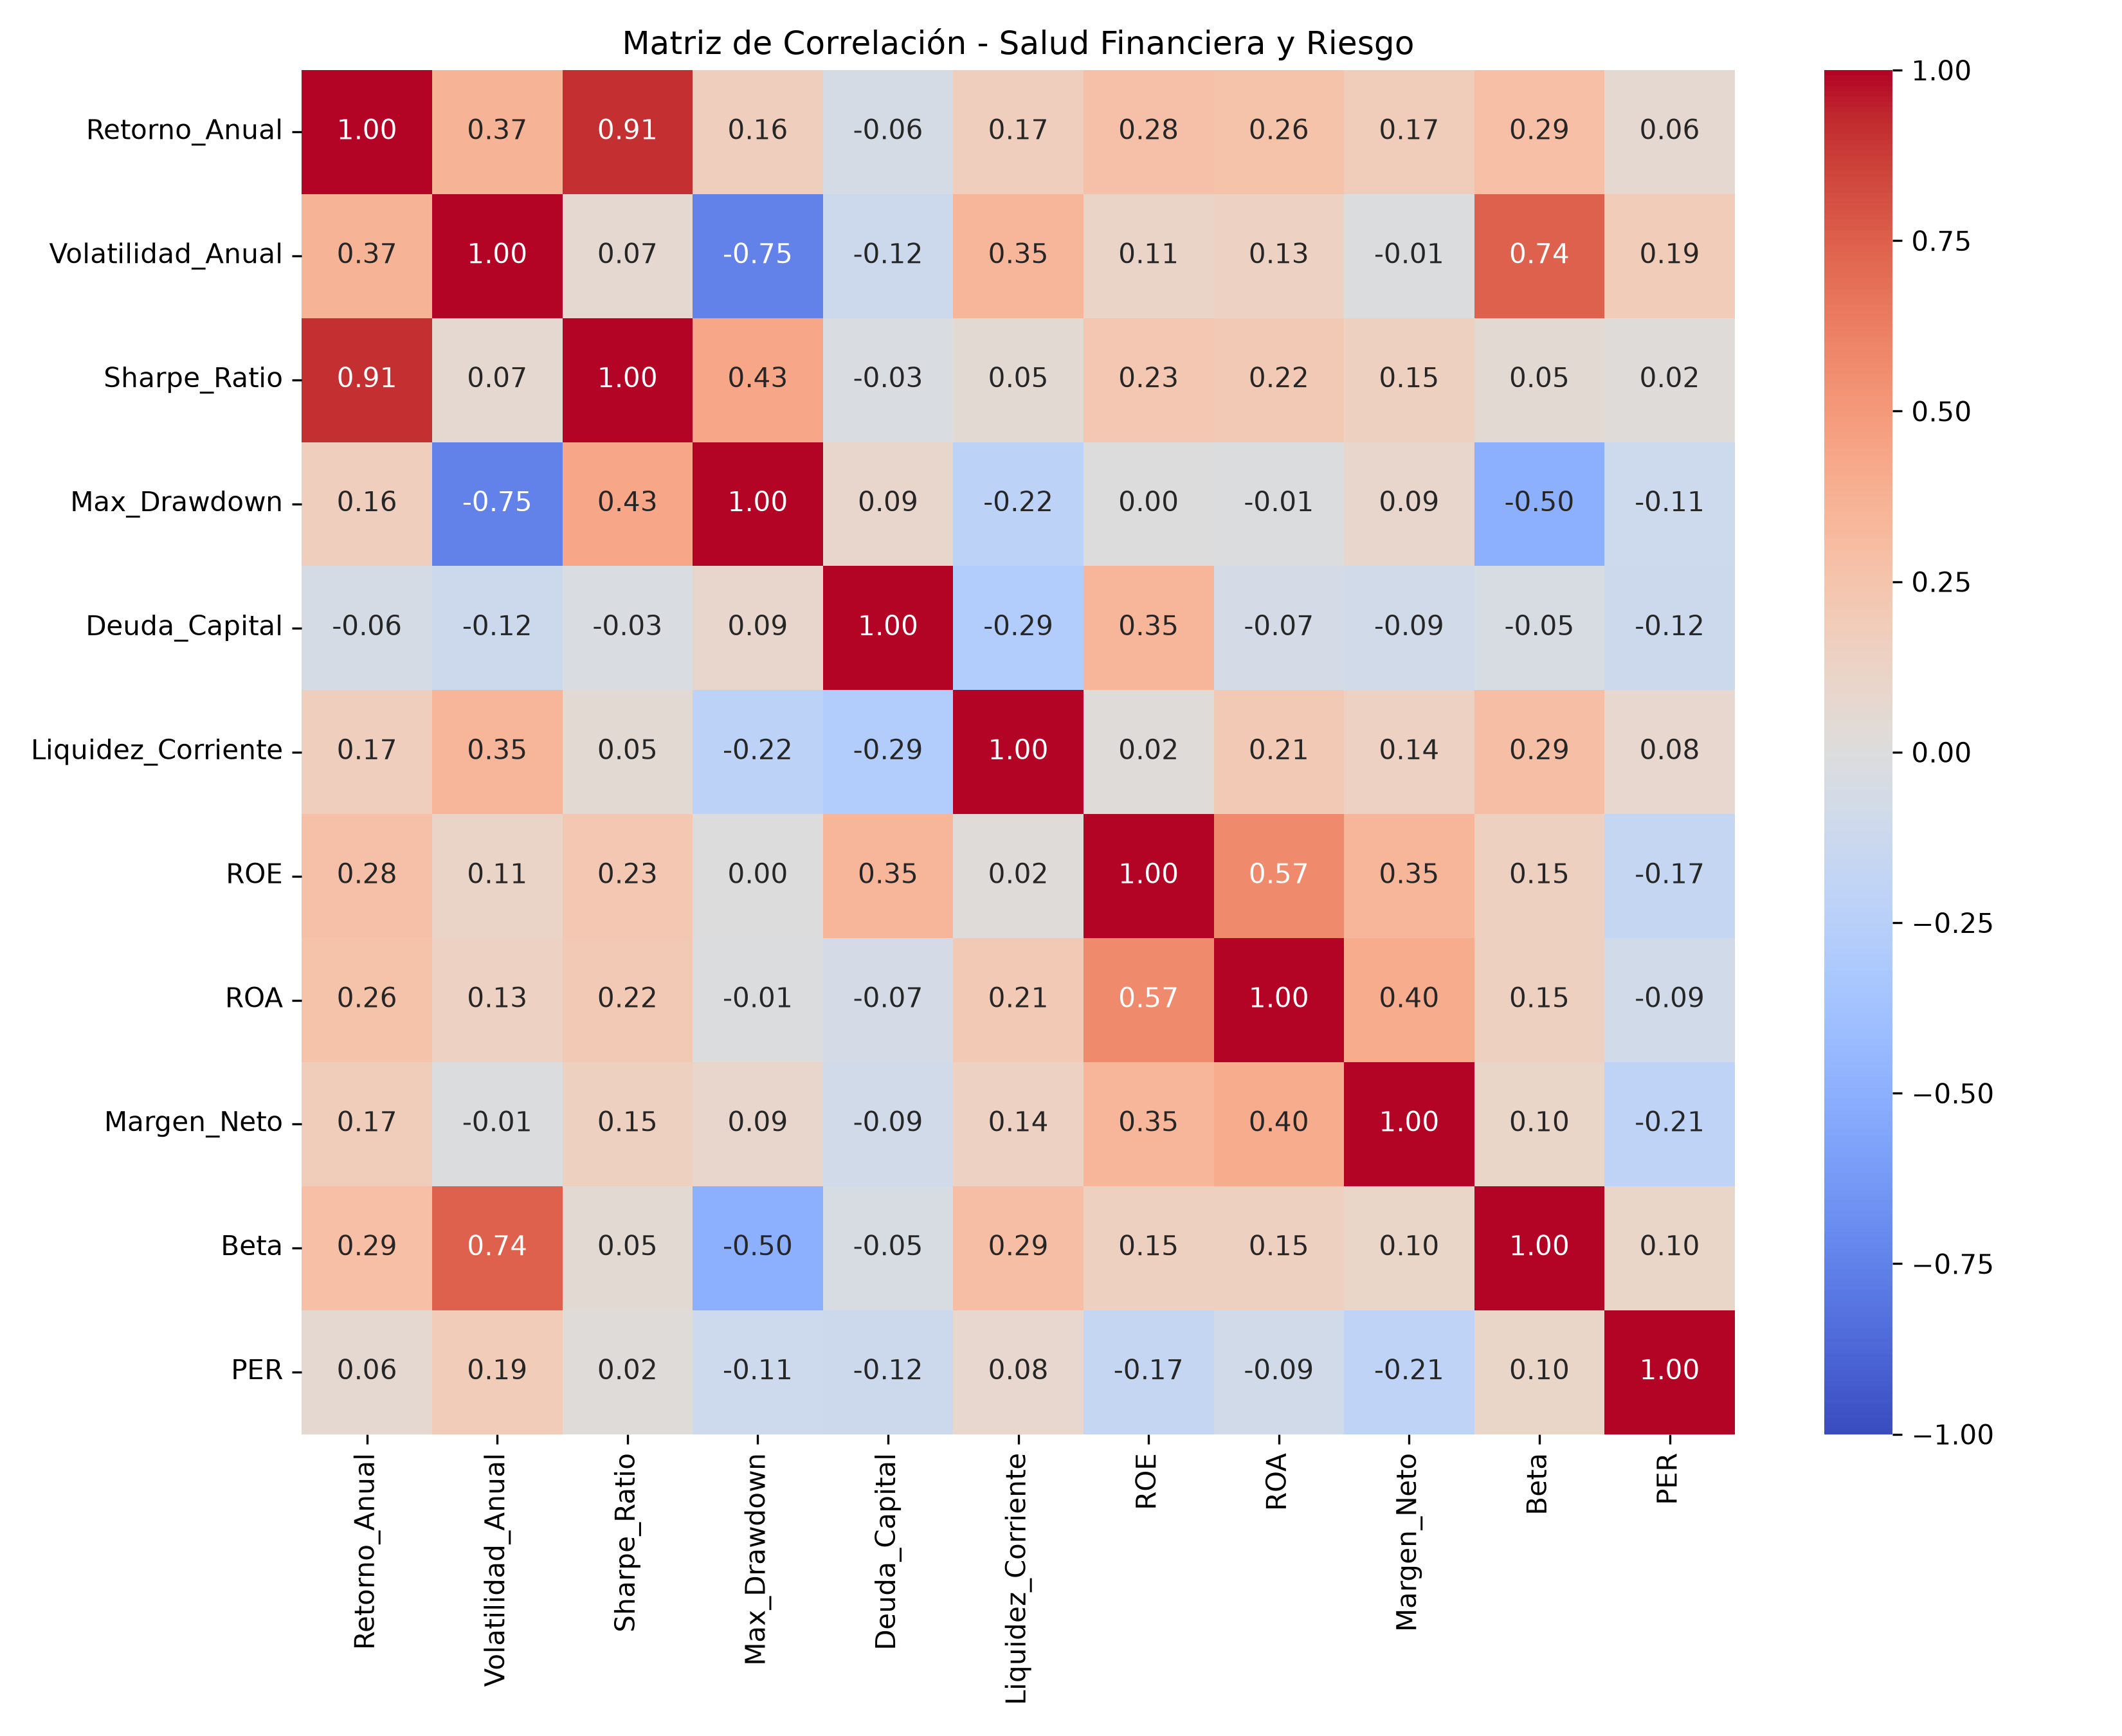 Matriz de Correlación - Salud Financiera y Riesgo
Retorno_Anual 1.00 0.37 0.91 0.16 -0.06 0.17 0.28 0.26 0.17 0.29 0.06
Volatilidad_Anual 0.37 1.00 0.07 -0.75 -0.12 0.35 0.11 0.13 -0.01 0.74 0.19
Sharpe_Ratio 0.91 0.07 1.00 0.43 -0.03 0.05 0.23 0.22 0.15 0.05 0.02
Max_Drawdown 0.16 -0.75 0.43 1.00 0.09 -0.22 0.00 -0.01 0.09 -0.50 -0.11
Deuda_Capital -0.06 -0.12 -0.03 0.09 1.00 -0.29 0.35 -0.07 -0.09 -0.05 -0.12
Liquidez_Corriente 0.17 0.35 0.05 -0.22 -0.29 1.00 0.02 0.21 0.14 0.29 0.08
ROE 0.28 0.11 0.23 0.00 0.35 0.02 1.00 0.57 0.35 0.15 -0.17
ROA 0.26 0.13 0.22 -0.01 -0.07 0.21 0.57 1.00 0.40 0.15 -0.09
Margen_Neto 0.17 -0.01 0.15 0.09 -0.09 0.14 0.35 0.40 1.00 0.10 -0.21
Beta 0.29 0.74 0.05 -0.50 -0.05 0.29 0.15 0.15 0.10 1.00 0.10
PER 0.06 0.19 0.02 -0.11 -0.12 0.08 -0.17 -0.09 -0.21 0.10 1.00
Retorno_Anual
Volatilidad_Anual
Sharpe_Ratio
Max_Drawdown
Deuda_Capital
Liquidez_Corriente
ROE
ROA
Margen_Neto
Beta
PER
1.00
0.75
0.50
0.25
0.00
−0.25
−0.50
−0.75
−1.00